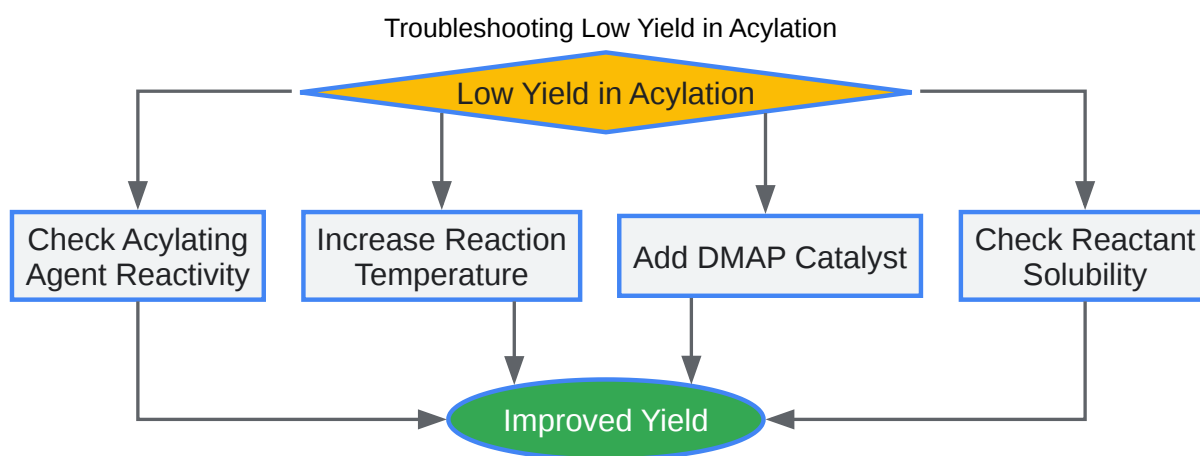 Troubleshooting Low Yield in Acylation
Low Yield in Acylation
Check Acylating
Agent Reactivity
Increase Reaction
Temperature
Add DMAP Catalyst
Check Reactant
Solubility
Improved Yield